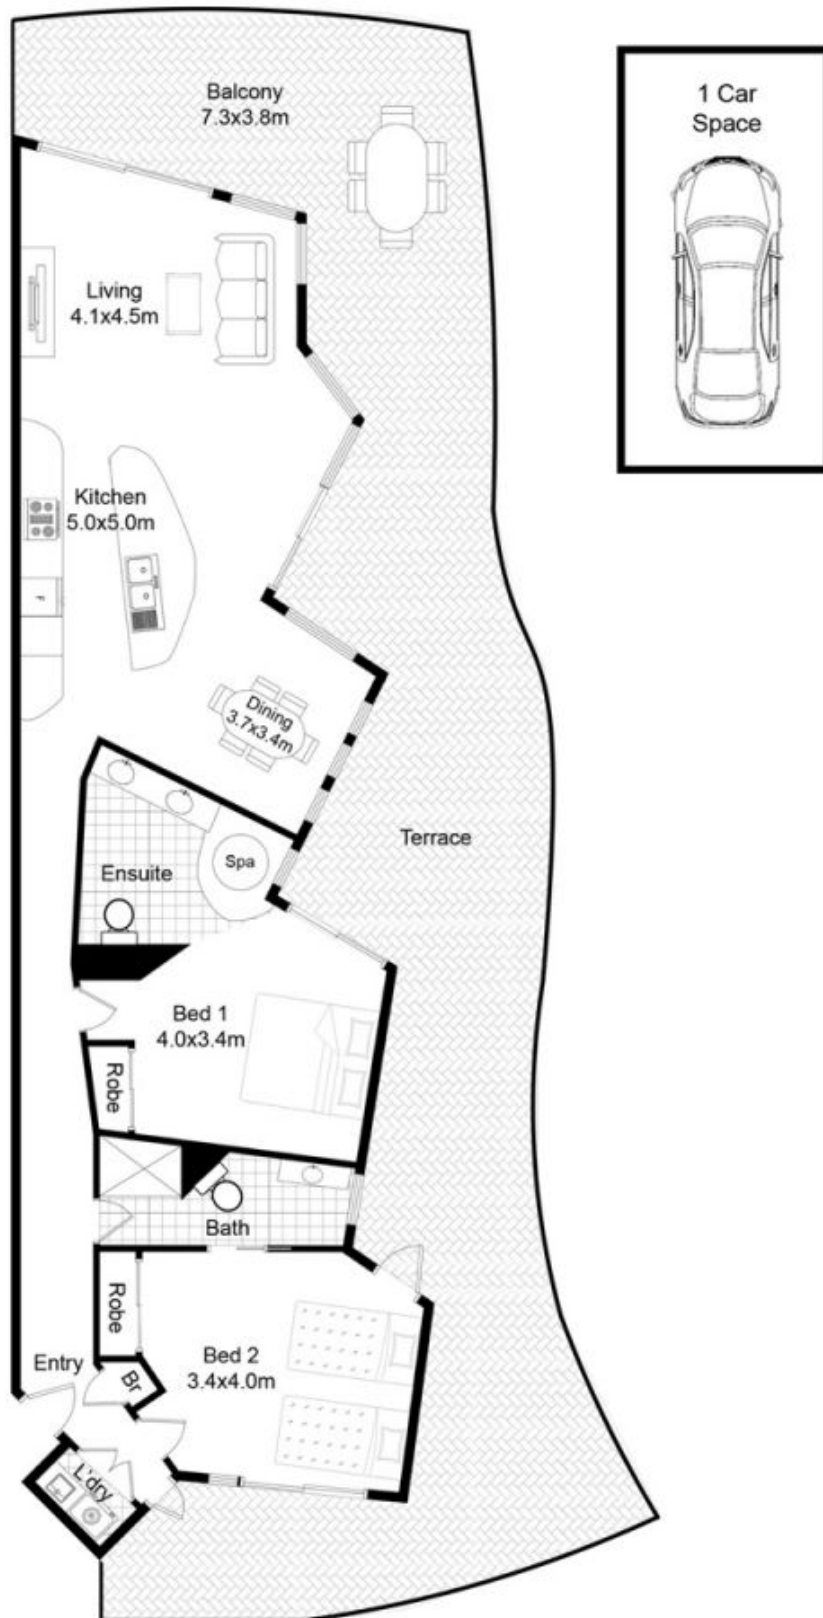 Balcony
7.3x3.8m
1 Car
Space
Living
4.1x4.5m
Kitchen
5.0x5.0m
F
Dining
3.7x3.4m
Terrace
Ensuite
Spa
Bed 1
4.0x3.4m
Robe
Bath
Robe
Bed 2
3.4x4.0m
Entry
Br
L'dry